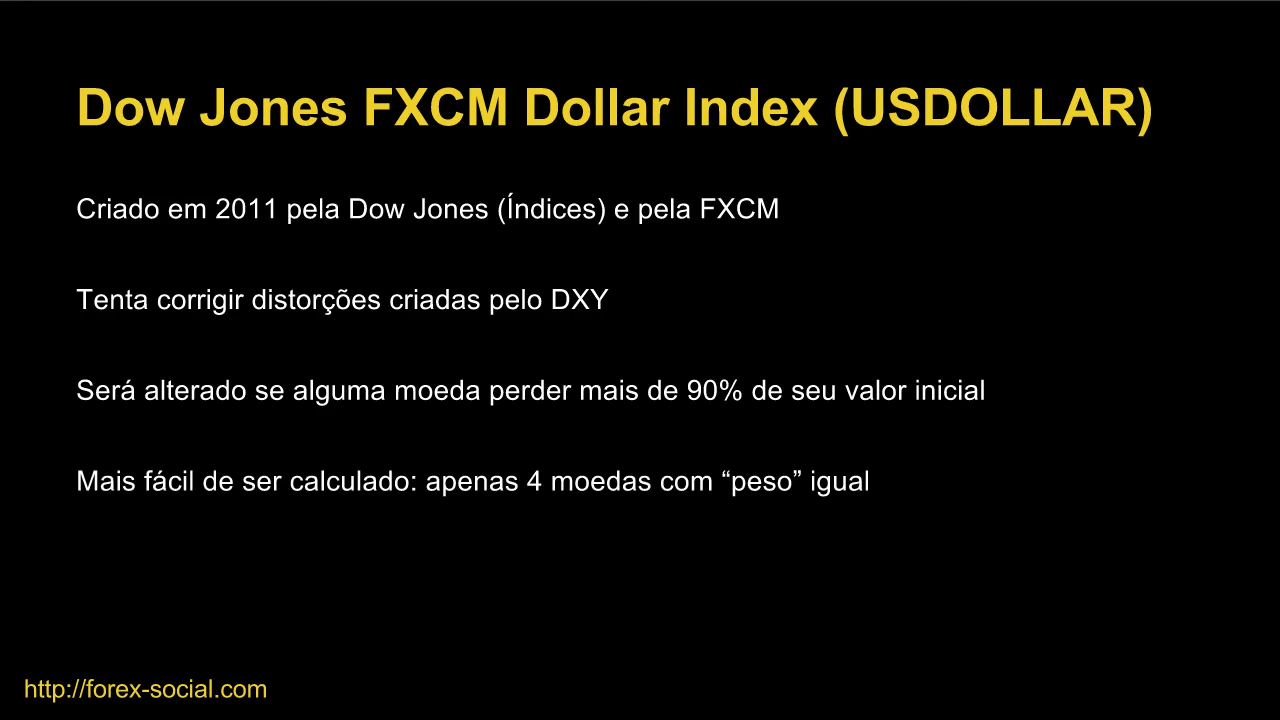 Dow Jones FXCM Dollar Index (USDOLLAR)
Criado em 2011 pela Dow Jones (Índices) e pela FXCM
Tenta corrigir distorções criadas pelo DXY
Será alterado se alguma moeda perder mais de 90% de seu valor inicial
Mais fácil de ser calculado: apenas 4 moedas com “peso” igual
http://forex-social.com